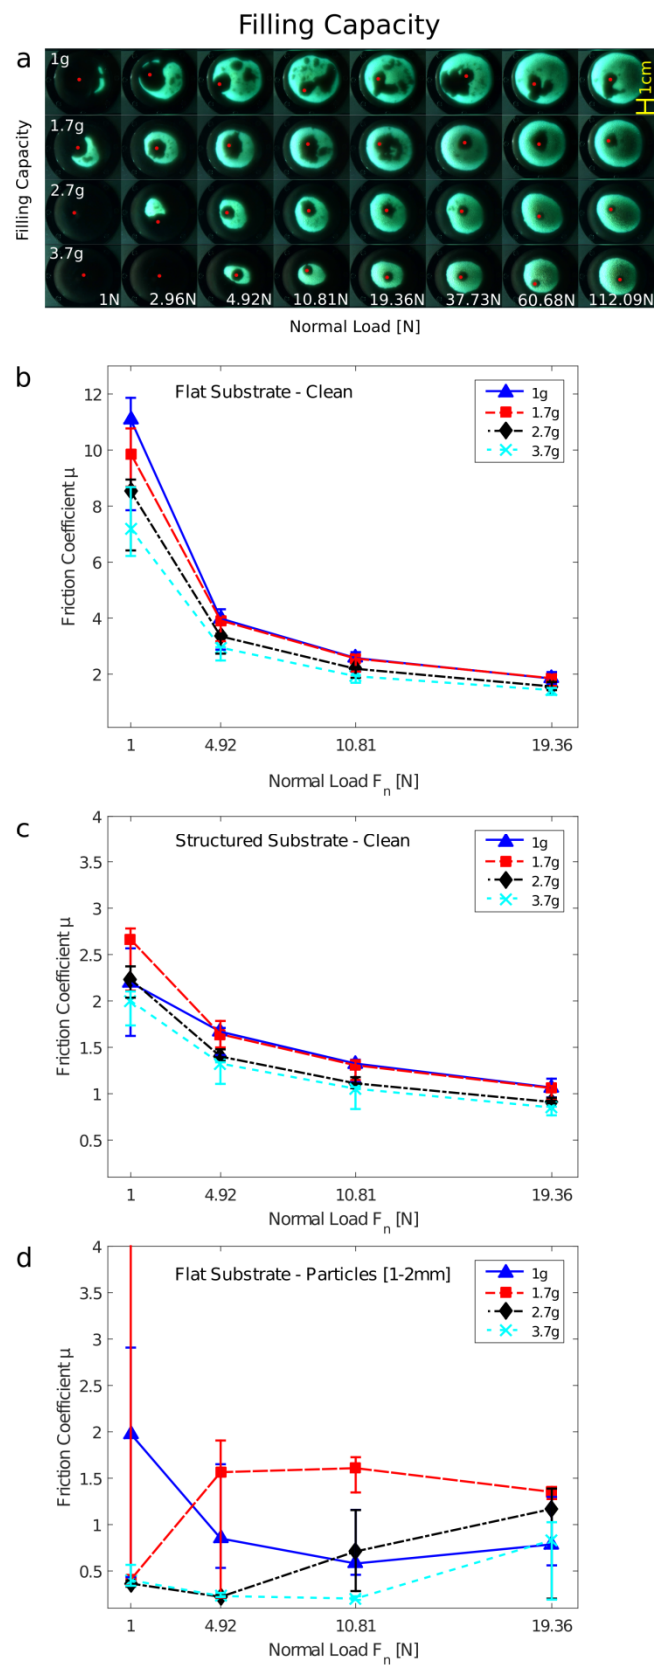 Filling Capacity
a
Filling Capacity
1g
1.7g
2.7g
3.7g
1cm
1N 2.96N 4.92N 10.81N 19.36N 37.73N 60.68N 112.09N
Normal Load [N]
b
Flat Substrate - Clean
1g
1.7g
2.7g
3.7g
Friction Coefficient μ
12
10
8
6
4
2
1 4.92 10.81 19.36
Normal Load Fn [N]
c
Structured Substrate - Clean
1g
1.7g
2.7g
3.7g
Friction Coefficient μ
4
3.5
3
2.5
2
1.5
1
0.5
1 4.92 10.81 19.36
Normal Load Fn [N]
d
Flat Substrate - Particles [1-2mm]
1g
1.7g
2.7g
3.7g
Friction Coefficient μ
4
3.5
3
2.5
2
1.5
1
0.5
1 4.92 10.81 19.36
Normal Load Fn [N]